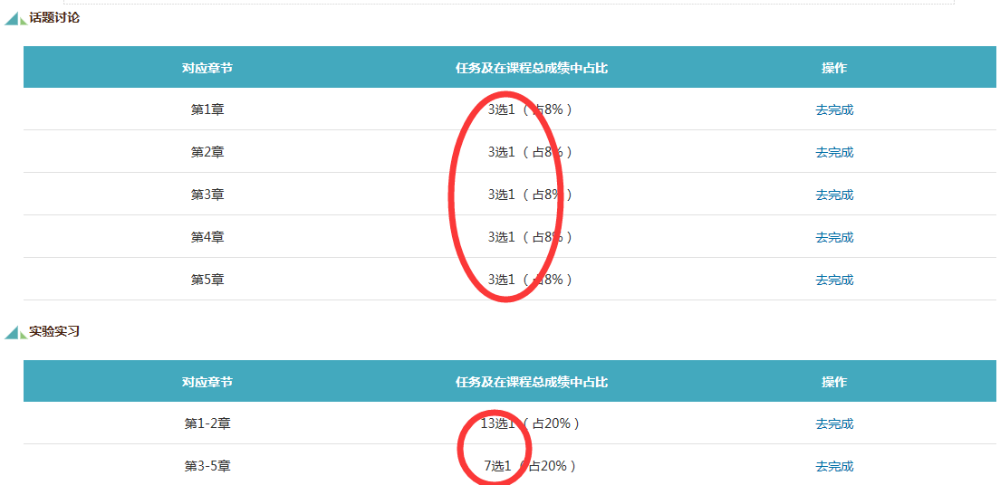 话题讨论
对应章节 任务及在课程总成绩中占比 操作
第1章 3选1（占8%） 去完成
第2章 3选1（占8%） 去完成
第3章 3选1（占8%） 去完成
第4章 3选1（占8%） 去完成
第5章 3选1（占8%） 去完成
实验实习
对应章节 任务及在课程总成绩中占比 操作
第1-2章 13选1（占20%） 去完成
第3-5章 7选1（占20%） 去完成